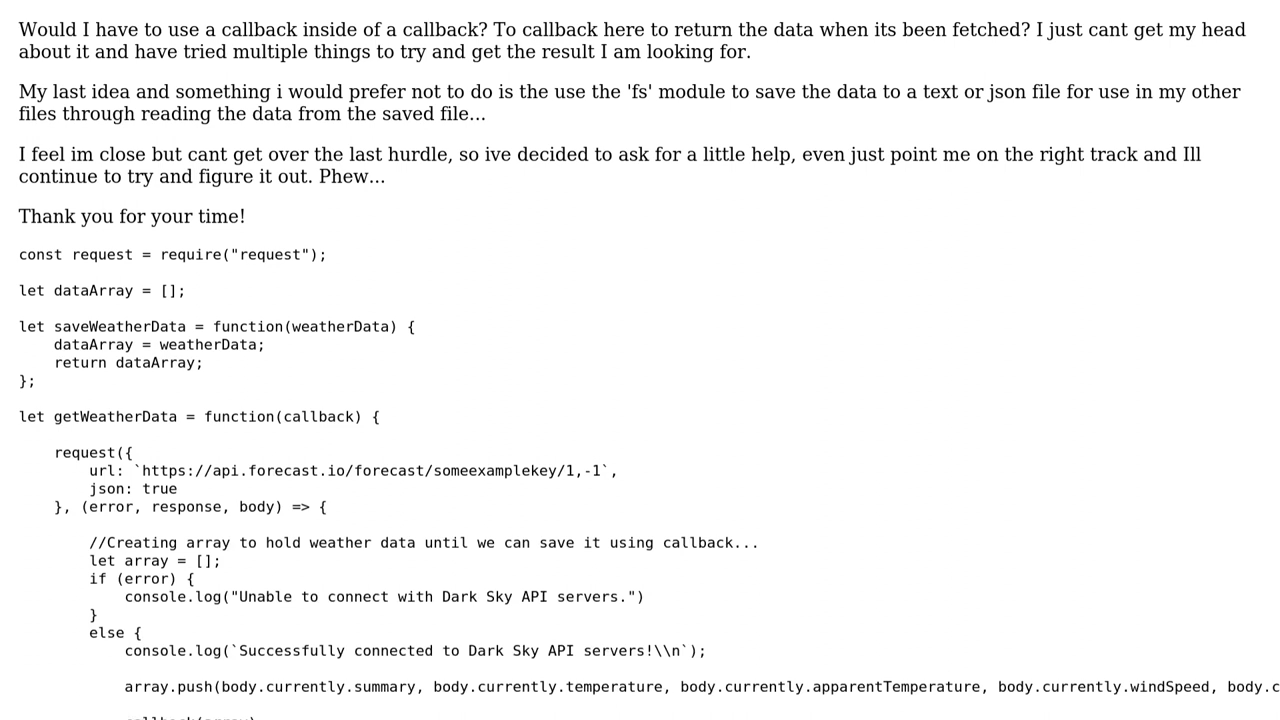 Would I have to use a callback inside of a callback? To callback here to return the data when its been fetched? I just cant get my head
about it and have tried multiple things to try and get the result I am looking for.
My last idea and something i would prefer not to do is the use the 'fs' module to save the data to a text or json file for use in my other
files through reading the data from the saved file...
I feel im close but cant get over the last hurdle, so ive decided to ask for a little help, even just point me on the right track and Ill
continue to try and figure it out. Phew...
Thank you for your time!
const request = require("request");
let dataArray = [];
let saveWeatherData = function(weatherData) {
    dataArray = weatherData;
    return dataArray;
};
let getWeatherData = function(callback) {
    request({
        url: `https://api.forecast.io/forecast/someexamplekey/1,-1`,
        json: true
    }, (error, response, body) => {
        //Creating array to hold weather data until we can save it using callback...
        let array = [];
        if (error) {
            console.log("Unable to connect with Dark Sky API servers.")
        }
        else {
            console.log(`Successfully connected to Dark Sky API servers!\\n`);
            array.push(body.currently.summary, body.currently.temperature, body.currently.apparentTemperature, body.currently.windSpeed, body.c